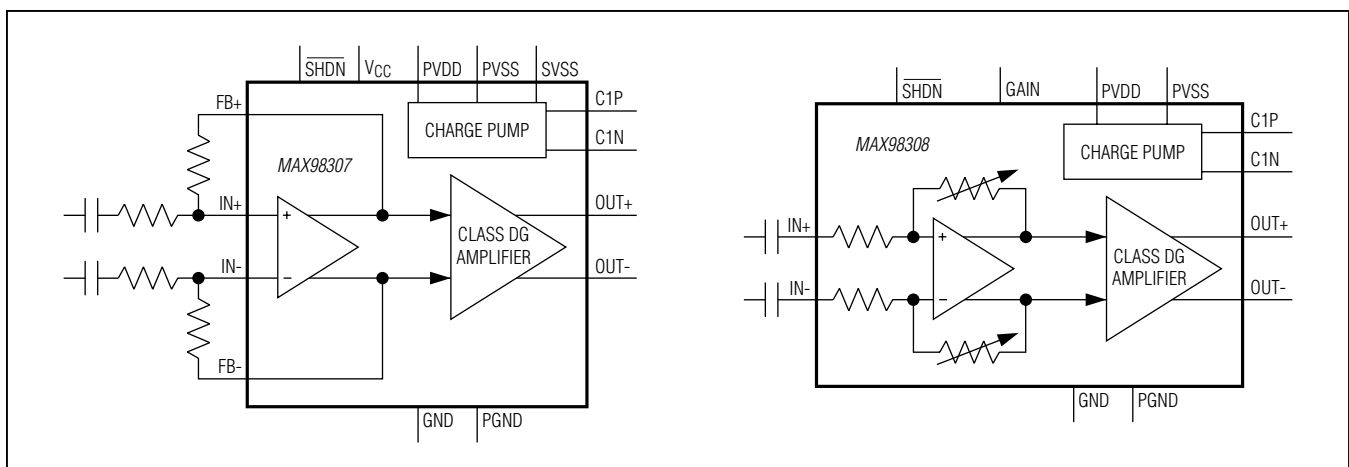 SHDN
VCC
PVDD
PVSS
SVSS
FB+
C1P
CHARGE PUMP
C1N
MAX98307
IN+
+
OUT+
CLASS DG
AMPLIFIER
IN-
−
OUT-
FB-
GND
PGND
SHDN
GAIN
PVDD
PVSS
C1P
MAX98308
CHARGE PUMP
C1N
IN+
+
OUT+
CLASS DG
AMPLIFIER
IN-
−
OUT-
GND
PGND